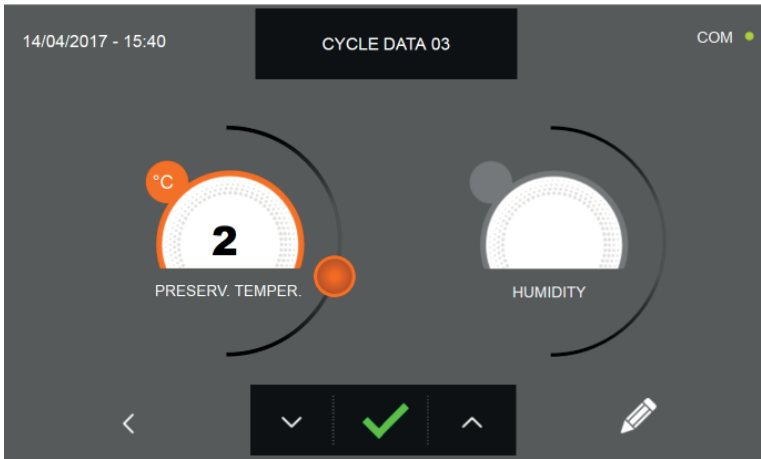 14/04/2017 - 15:40
CYCLE DATA 03
COM
°C
2
PRESERV. TEMPER.
HUMIDITY